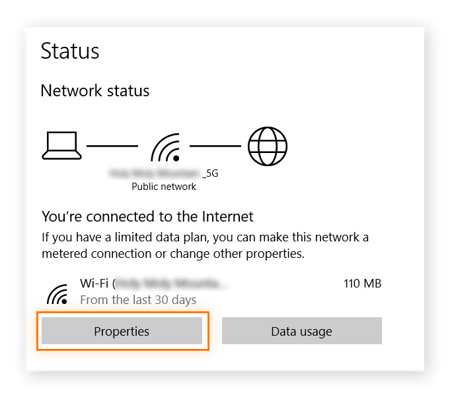 Status
Network status
_5G
Public network
You're connected to the Internet
If you have a limited data plan, you can make this network a
metered connection or change other properties.
Wi-Fi ( 110 MB
From the last 30 days
Properties Data usage